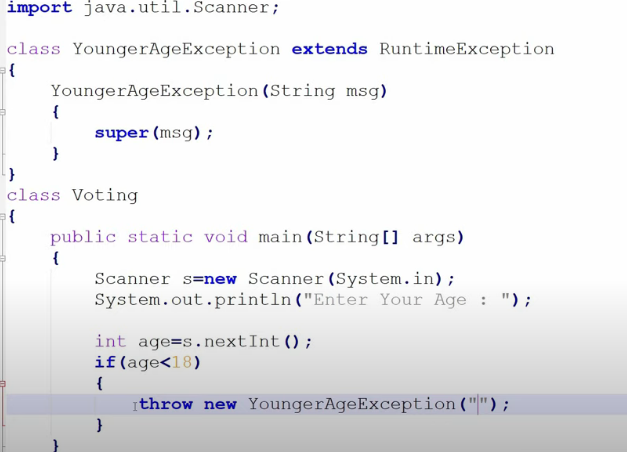 import java.util.Scanner;
class YoungerAgeException extends RuntimeException
{
YoungerAgeException(String msg)
{
super(msg);
}
}
class Voting
{
public static void main(String[] args)
{
Scanner s=new Scanner(System.in);
System.out.println("Enter Your Age : ");
int age=s.nextInt();
if(age<18)
{
throw new YoungerAgeException("");
}
}